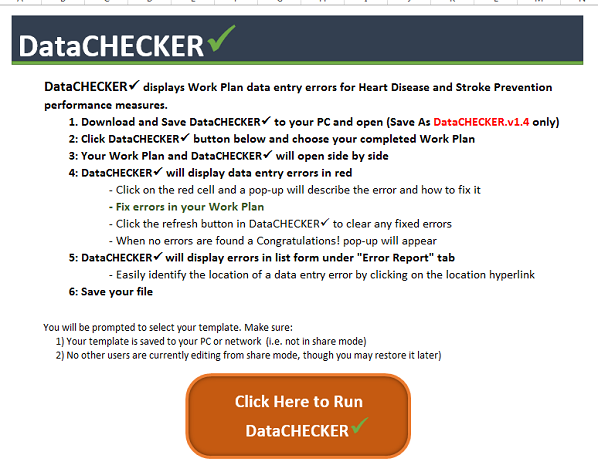 DataCHECKER✓
DataCHECKER✓ displays Work Plan data entry errors for Heart Disease and Stroke Prevention
performance measures.
1. Download and Save DataCHECKER✓ to your PC and open (Save As DataCHECKER.v1.4 only)
2: Click DataCHECKER✓ button below and choose your completed Work Plan
3: Your Work Plan and DataCHECKER✓ will open side by side
4: DataCHECKER✓ will display data entry errors in red
- Click on the red cell and a pop-up will describe the error and how to fix it
- Fix errors in your Work Plan
- Click the refresh button in DataCHECKER✓ to clear any fixed errors
- When no errors are found a Congratulations! pop-up will appear
5: DataCHECKER✓ will display errors in list form under "Error Report" tab
- Easily identify the location of a data entry error by clicking on the location hyperlink
6: Save your file
You will be prompted to select your template. Make sure:
1) Your template is saved to your PC or network (i.e. not in share mode)
2) No other users are currently editing from share mode, though you may restore it later)
Click Here to Run
DataCHECKER✓